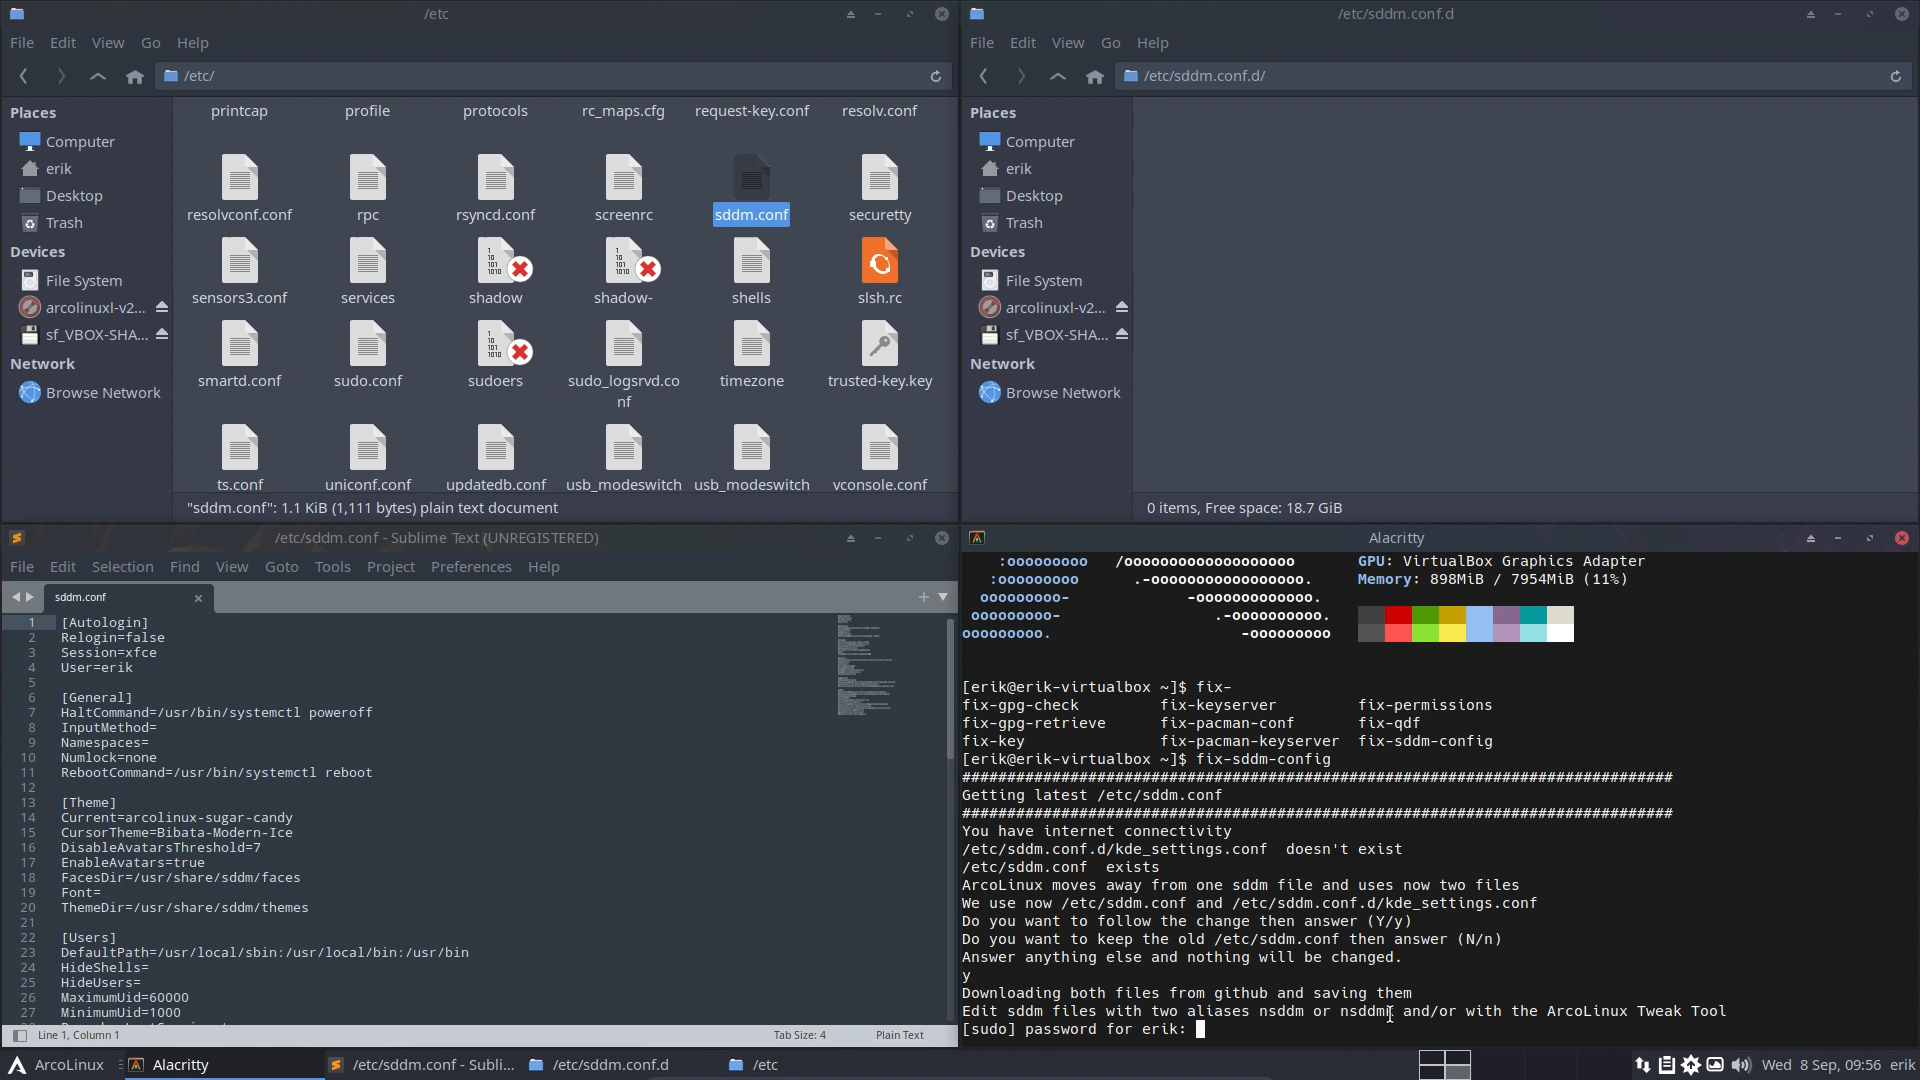 /etc
File Edit View Go Help
/etc/
Places
Computer
erik
Desktop
Trash
Devices
File System
arcolinuxl-v2...
sf_VBOX-SHA...
Network
Browse Network
printcap profile protocols rc_maps.cfg request-key.conf resolv.conf
resolvconf.conf rpc rsyncd.conf screenrc sddm.conf securetty
sensors3.conf services shadow shadow- shells slsh.rc
smartd.conf sudo.conf sudoers sudo_logsrvd.co timezone trusted-key.key
nf
ts.conf uniconf.conf updatedb.conf usb_modeswitch usb_modeswitch vconsole.conf
"sddm.conf": 1.1 KiB (1,111 bytes) plain text document
/etc/sddm.conf.d
File Edit View Go Help
/etc/sddm.conf.d/
Places
Computer
erik
Desktop
Trash
Devices
File System
arcolinuxl-v2...
sf_VBOX-SHA...
Network
Browse Network
0 items, Free space: 18.7 GiB
/etc/sddm.conf - Sublime Text (UNREGISTERED)
File Edit Selection Find View Goto Tools Project Preferences Help
sddm.conf
1 [Autologin]
2 Relogin=false
3 Session=xfce
4 User=erik
5
6 [General]
7 HaltCommand=/usr/bin/systemctl poweroff
8 InputMethod=
9 Namespaces=
10 Numlock=none
11 RebootCommand=/usr/bin/systemctl reboot
12
13 [Theme]
14 Current=arcolinux-sugar-candy
15 CursorTheme=Bibata-Modern-Ice
16 DisableAvatarsThreshold=7
17 EnableAvatars=true
18 FacesDir=/usr/share/sddm/faces
19 Font=
20 ThemeDir=/usr/share/sddm/themes
21
22 [Users]
23 DefaultPath=/usr/local/sbin:/usr/local/bin:/usr/bin
24 HideShells=
25 HideUsers=
26 MaximumUid=60000
27 MinimumUid=1000
Line 1, Column 1 Tab Size: 4 Plain Text
Alacritty
:ooooooooo /ooooooooooooooooooo GPU: VirtualBox Graphics Adapter
:oooooooooo .-ooooooooooooooooo. Memory: 898MiB / 7954MiB (11%)
ooooooooo- -ooooooooooooo.
ooooooooo- .-ooooooooooo.
ooooooooo. -ooooooooo
[erik@erik-virtualbox ~]$ fix-
fix-gpg-check fix-keyserver fix-permissions
fix-gpg-retrieve fix-pacman-conf fix-qdf
fix-key fix-pacman-keyserver fix-sddm-config
[erik@erik-virtualbox ~]$ fix-sddm-config
###############################################################################
Getting latest /etc/sddm.conf
###############################################################################
You have internet connectivity
/etc/sddm.conf.d/kde_settings.conf doesn't exist
/etc/sddm.conf exists
ArcoLinux moves away from one sddm file and uses now two files
We use now /etc/sddm.conf and /etc/sddm.conf.d/kde_settings.conf
Do you want to follow the change then answer (Y/y)
Do you want to keep the old /etc/sddm.conf then answer (N/n)
Answer anything else and nothing will be changed.
y
Downloading both files from github and saving them
Edit sddm files with two aliases nsddm or nsddmk and/or with the ArcoLinux Tweak Tool
[sudo] password for erik:
ArcoLinux Alacritty /etc/sddm.conf - Subli... /etc/sddm.conf.d /etc Wed 8 Sep, 09:56 erik